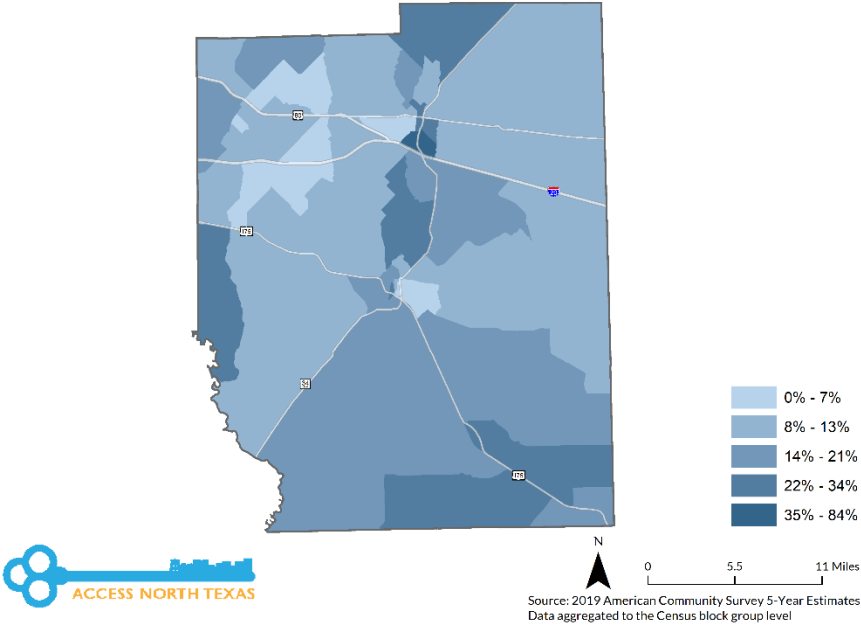 80
20
175
34
175
0% - 7%
8% - 13%
14% - 21%
22% - 34%
35% - 84%
N
0 5.5 11 Miles
ACCESS NORTH TEXAS
Source: 2019 American Community Survey 5-Year Estimates
Data aggregated to the Census block group level